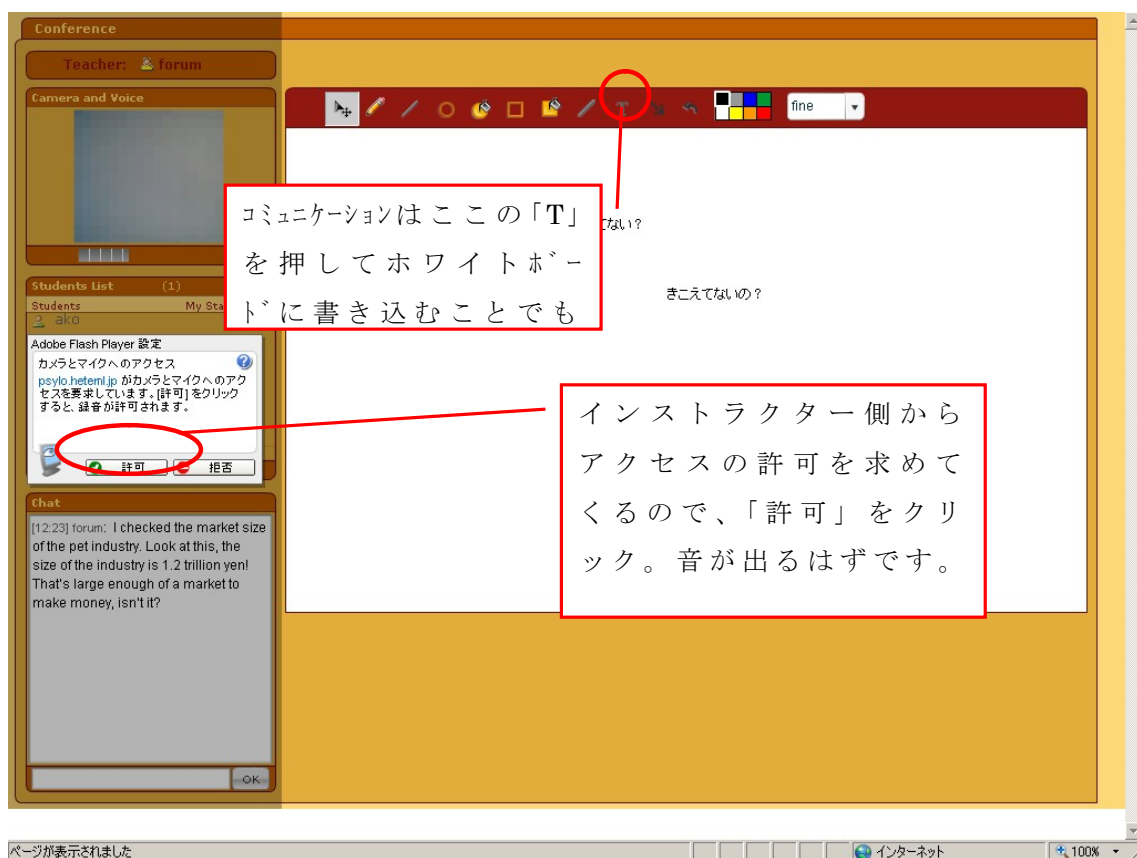 Conference
Teacher: forum
Camera and Voice
fine
コミュニケーションはここの「T」
を押してホワイトボー
ドに書き込むことでも
てない?
きこえてないの?
Students List (1)
Students My Sta
ako
Adobe Flash Player 設定
カメラとマイクへのアクセス
psylo.heteml.jp がカメラとマイクへのアク
セスを要求しています。[許可] をクリック
すると、録音が許可されます。
許可 拒否
インストラクター側から
アクセスの許可を求めて
くるので、「許可」をクリ
ック。音が出るはずです。
Chat
[12:23] forum: I checked the market size
of the pet industry. Look at this, the
size of the industry is 1.2 trillion yen!
That's large enough of a market to
make money, isn't it?
OK
ページが表示されました
インターネット
100%